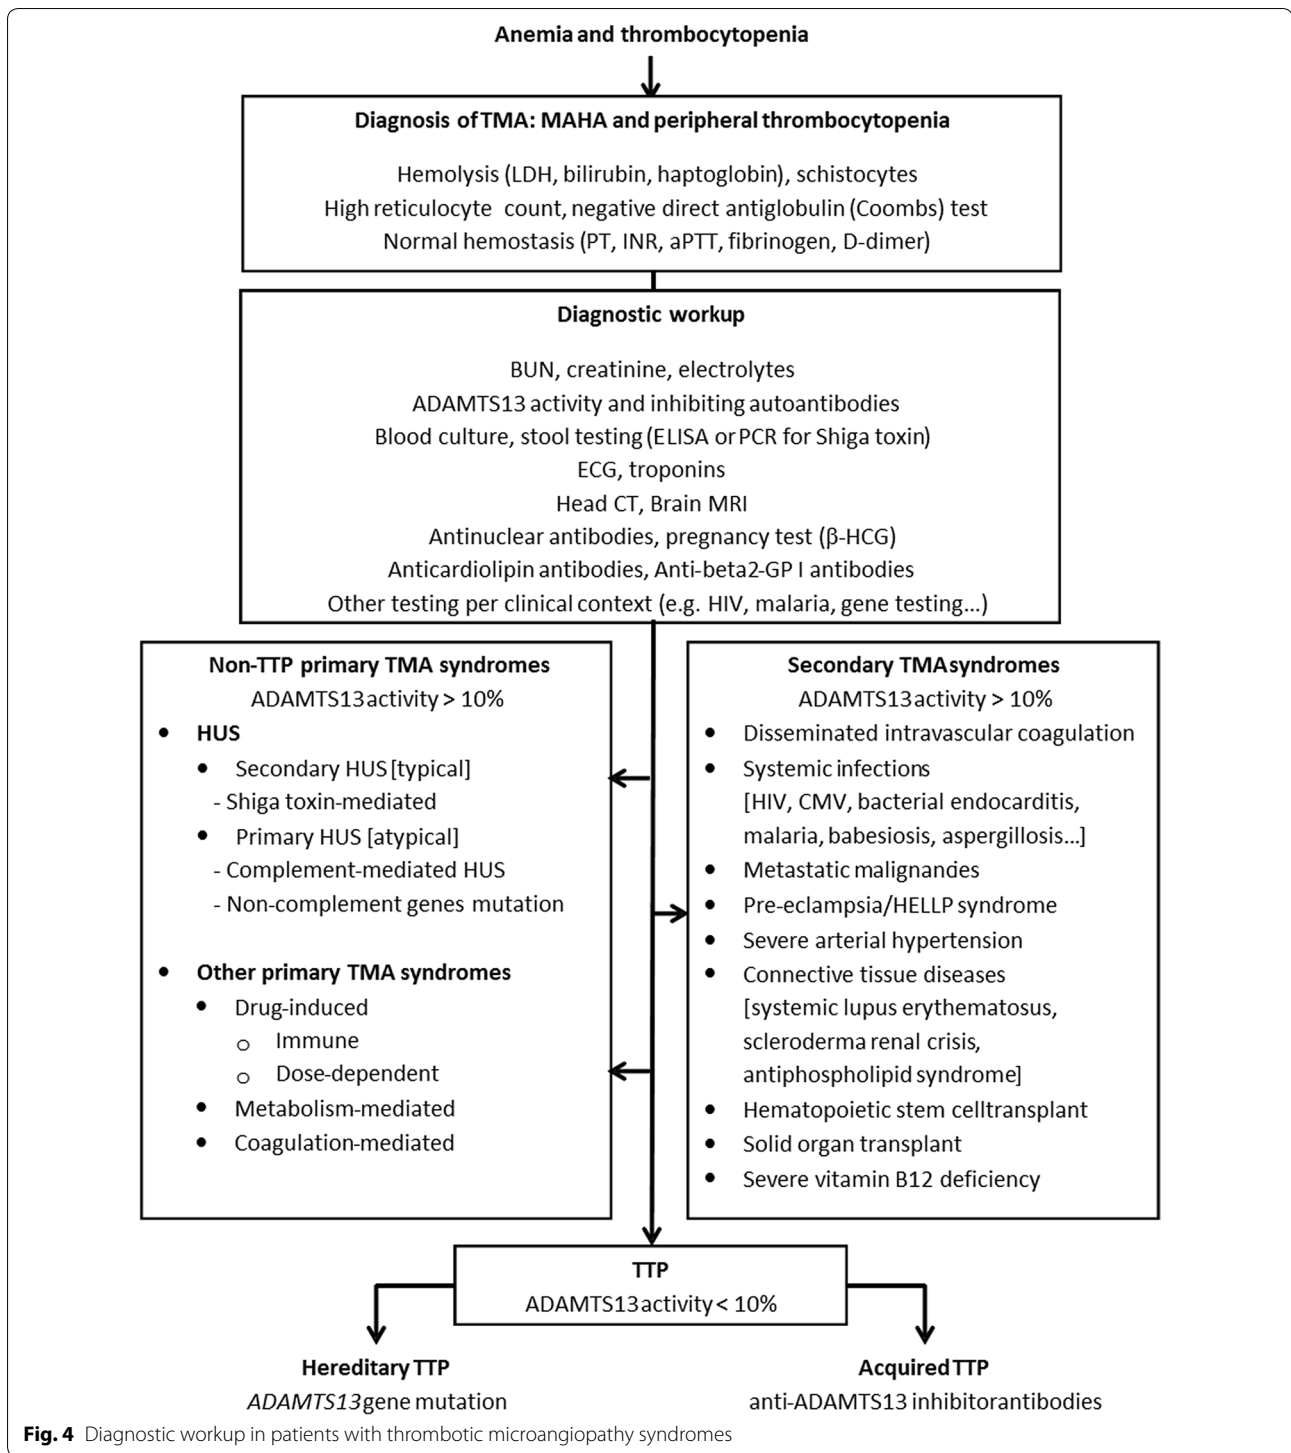 Anemia and thrombocytopenia
Diagnosis of TMA: MAHA and peripheral thrombocytopenia
Hemolysis (LDH, bilirubin, haptoglobin), schistocytes
High reticulocyte count, negative direct antiglobulin (Coombs) test
Normal hemostasis (PT, INR, aPTT, fibrinogen, D-dimer)
Diagnostic workup
BUN, creatinine, electrolytes
ADAMTS13 activity and inhibiting autoantibodies
Blood culture, stool testing (ELISA or PCR for Shiga toxin)
ECG, troponins
Head CT, Brain MRI
Antinuclear antibodies, pregnancy test (β-HCG)
Anticardiolipin antibodies, Anti-beta2-GP I antibodies
Other testing per clinical context (e.g. HIV, malaria, gene testing...)
Non-TTP primary TMA syndromes
ADAMTS13 activity > 10%
• HUS
• Secondary HUS [typical]
- Shiga toxin-mediated
• Primary HUS [atypical]
- Complement-mediated HUS
- Non-complement genes mutation
• Other primary TMA syndromes
• Drug-induced
o Immune
o Dose-dependent
• Metabolism-mediated
• Coagulation-mediated
Secondary TMA syndromes
ADAMTS13 activity > 10%
• Disseminated intravascular coagulation
• Systemic infections
[HIV, CMV, bacterial endocarditis,
malaria, babesiosis, aspergillosis...]
• Metastatic malignancies
• Pre-eclampsia/HELLP syndrome
• Severe arterial hypertension
• Connective tissue diseases
[systemic lupus erythematosus,
scleroderma renal crisis,
antiphospholipid syndrome]
• Hematopoietic stem cell transplant
• Solid organ transplant
• Severe vitamin B12 deficiency
TTP
ADAMTS13 activity < 10%
Hereditary TTP
ADAMTS13 gene mutation
Acquired TTP
anti-ADAMTS13 inhibitor antibodies
Fig. 4 Diagnostic workup in patients with thrombotic microangiopathy syndromes